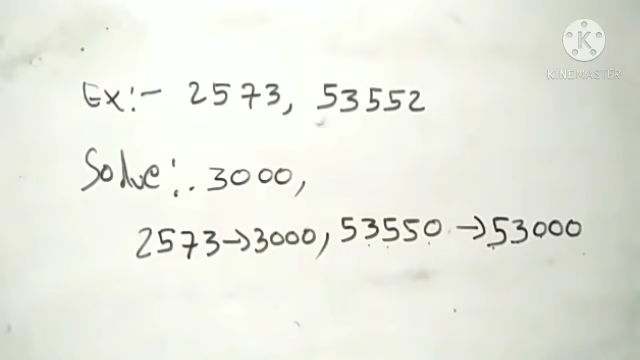 KINEMASTER
Ex:- 2573, 53552
Solve:. 3000,
2573→3000, 53550 →53000